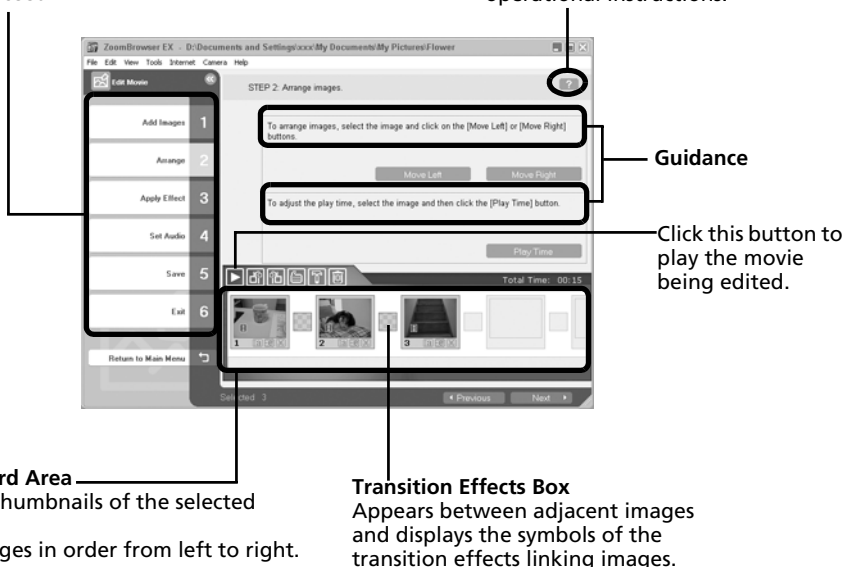 operational instructions.
ZoomBrowser EX - D:\Documents and Settings\xxx\My Documents\My Pictures\Flower
File Edit View Tools Internet Camera Help
Edit Movie
STEP 2: Arrange images.
?
Add Images 1
Arrange 2
Apply Effect 3
Set Audio 4
Save 5
Exit 6
Return to Main Menu
To arrange images, select the image and click on the [Move Left] or [Move Right]
buttons.
Move Left Move Right
To adjust the play time, select the image and then click the [Play Time] button.
Play Time
Guidance
Click this button to
play the movie
being edited.
Total Time: 00:15
1 2 3
Selected 3
Previous Next
rd Area
humbnails of the selected
ges in order from left to right.
Transition Effects Box
Appears between adjacent images
and displays the symbols of the
transition effects linking images.